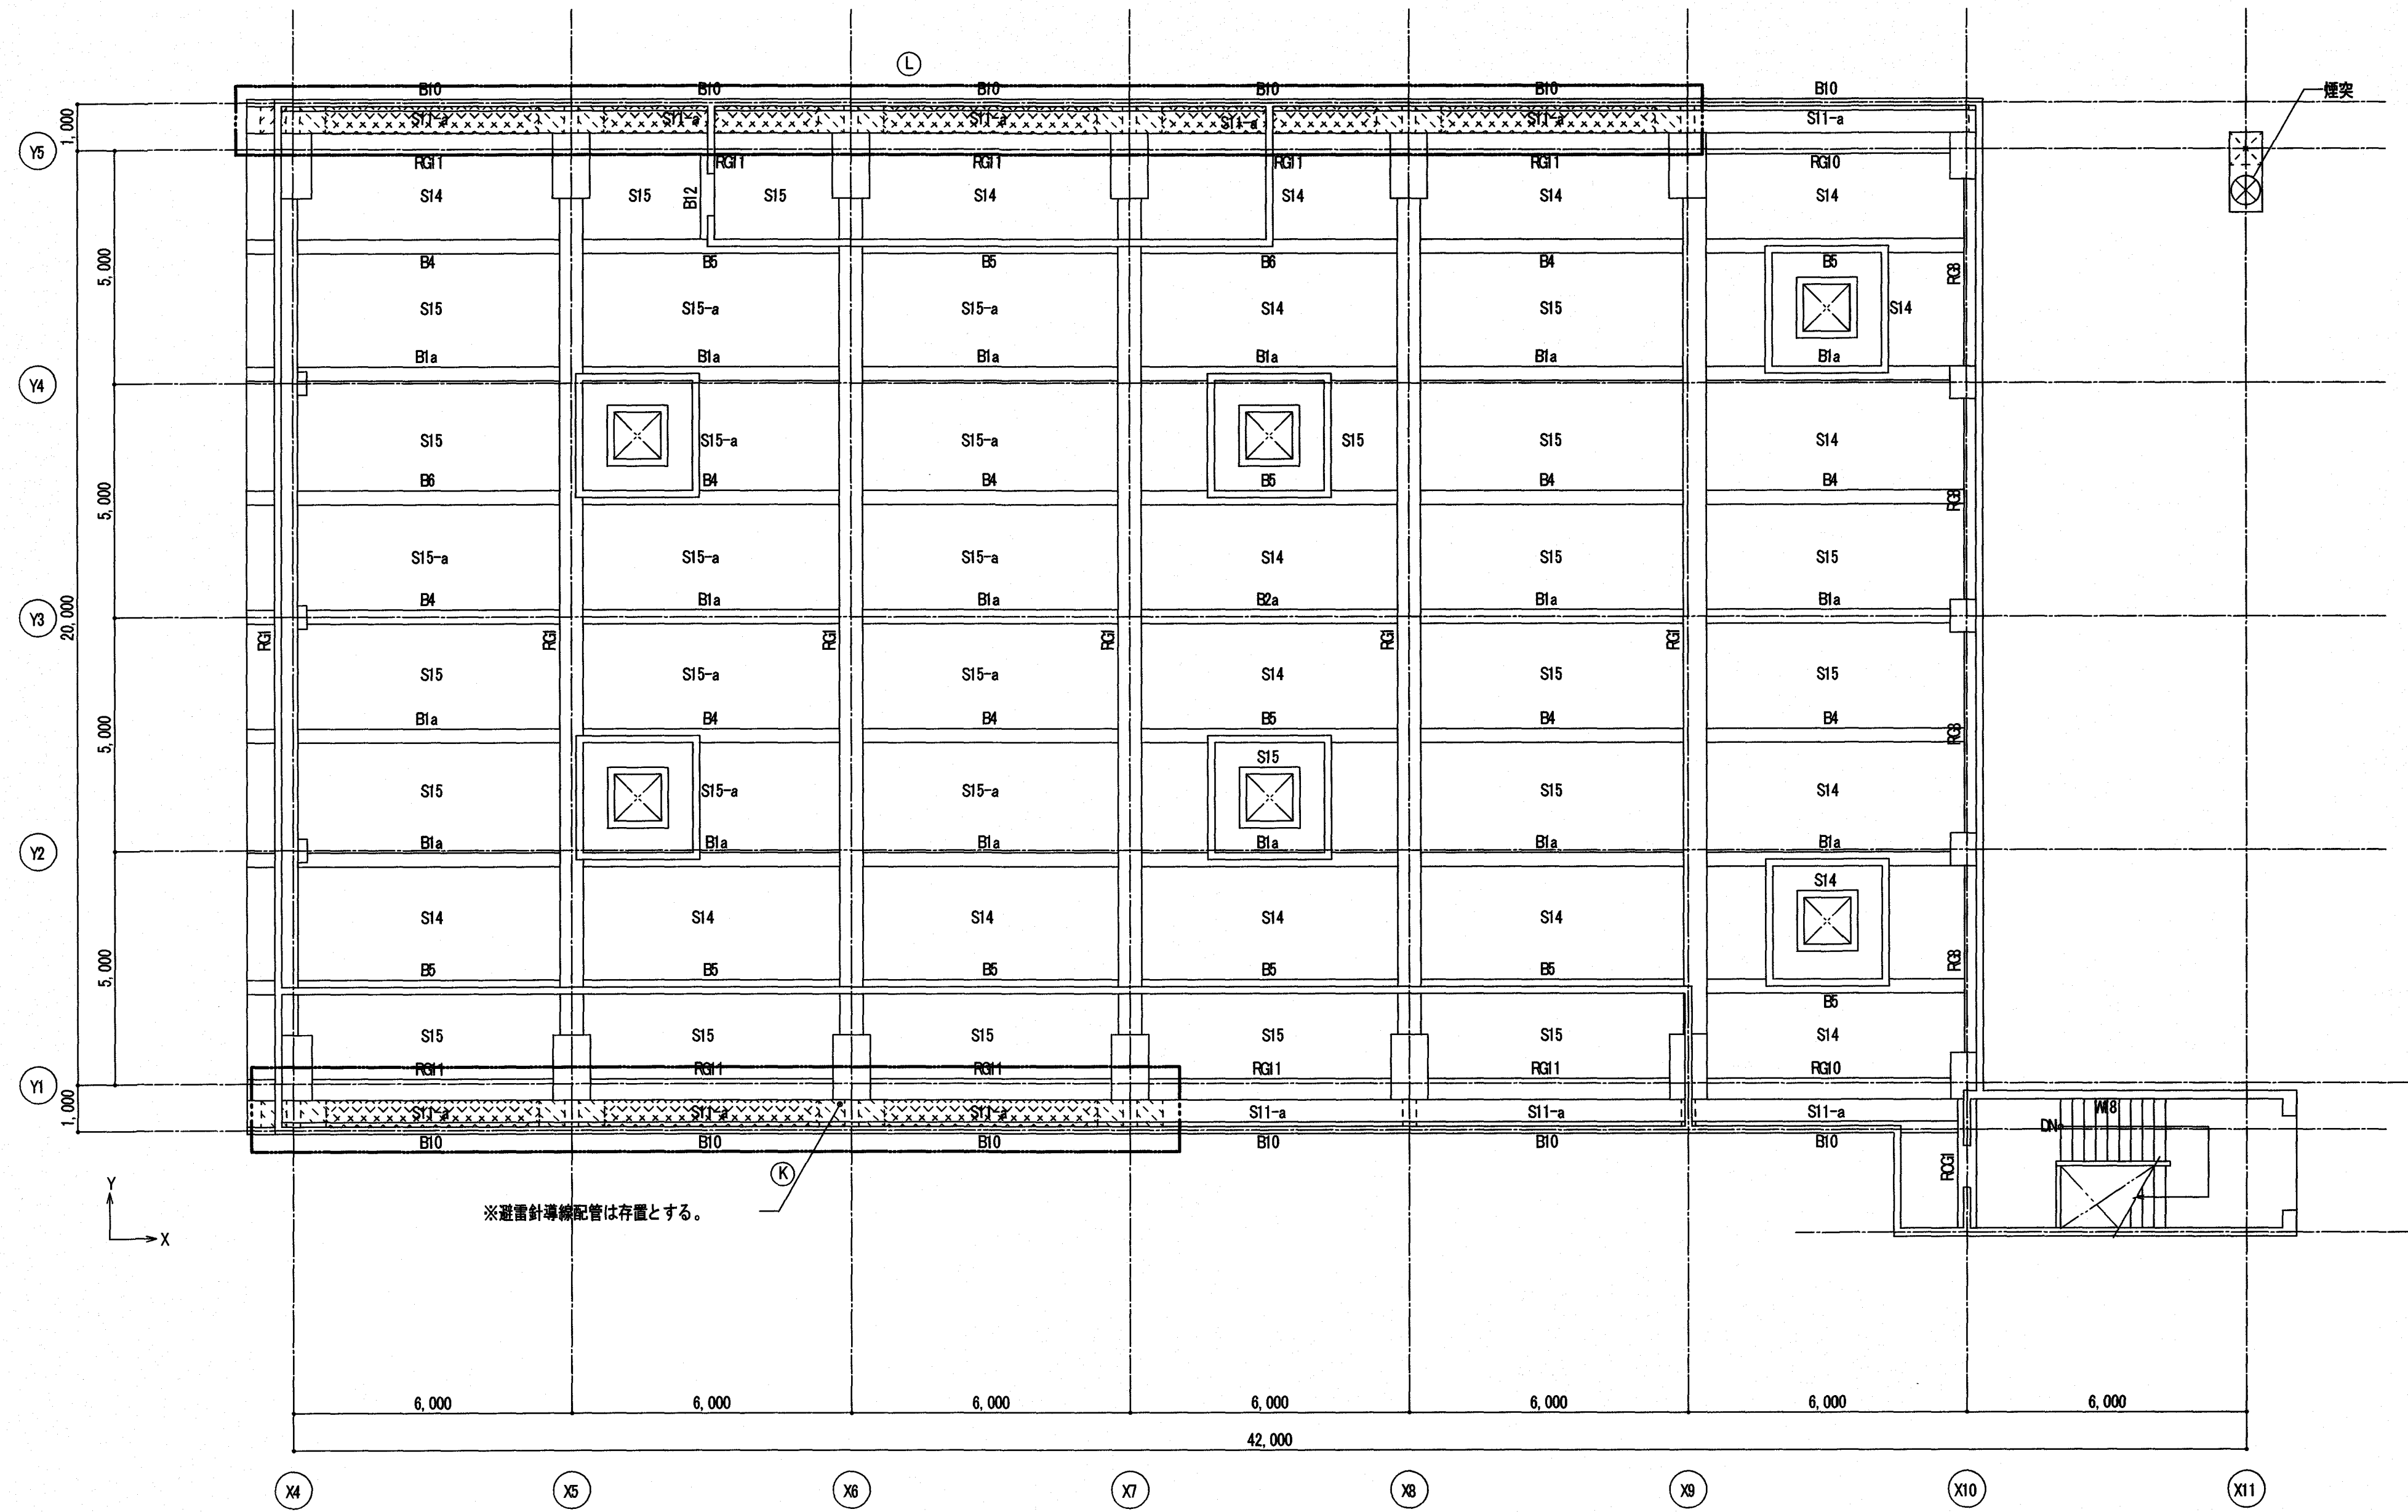 L
B10 B10 B10 B10 B10 B10
煙突
1,000
S11-a S11-a S11-a S11-a S11-a S11-a
Y5
RG11 RG11 RG11 RG11 RG11 RG10
S14 S15 B12 S15 S14 S14 S14 S14
5,000
B4 B5 B5 B6 B4 B5
RG8
S15 S15-a S15-a S14 S15 S14
B1a B1a B1a B1a B1a B1a
Y4
S15 S15-a S15-a S15 S15 S14
B6 B4 B4 B5 B4 B4
5,000
RG8
S15-a S15-a S15-a S14 S15 S15
B4 B1a B1a B2a B1a B1a
Y3
20,000
RG1 RG1 RG1 RG1 RG1 RG1
S15 S15-a S15-a S14 S15 S15
B1a B4 B4 B5 B4 B4
5,000
RG8
S15
S15 S15-a S15-a S15 S14
B1a B1a B1a B1a B1a B1a
Y2
S14
S14 S14 S14 S14 S14
B5 B5 B5 B5 B5
5,000
RG8
B5
S15 S15 S15 S15 S15 S14
RG11 RG11 RG11 RG11 RG11 RG10
Y1
1,000
S11-a S11-a S11-a S11-a S11-a S11-a
B10 B10 B10 B10 B10 B10
DN
RCG1
K
※避雷針導線配管は存置とする。
Y
X
6,000 6,000 6,000 6,000 6,000 6,000 6,000
42,000
X4 X5 X6 X7 X8 X9 X10 X11